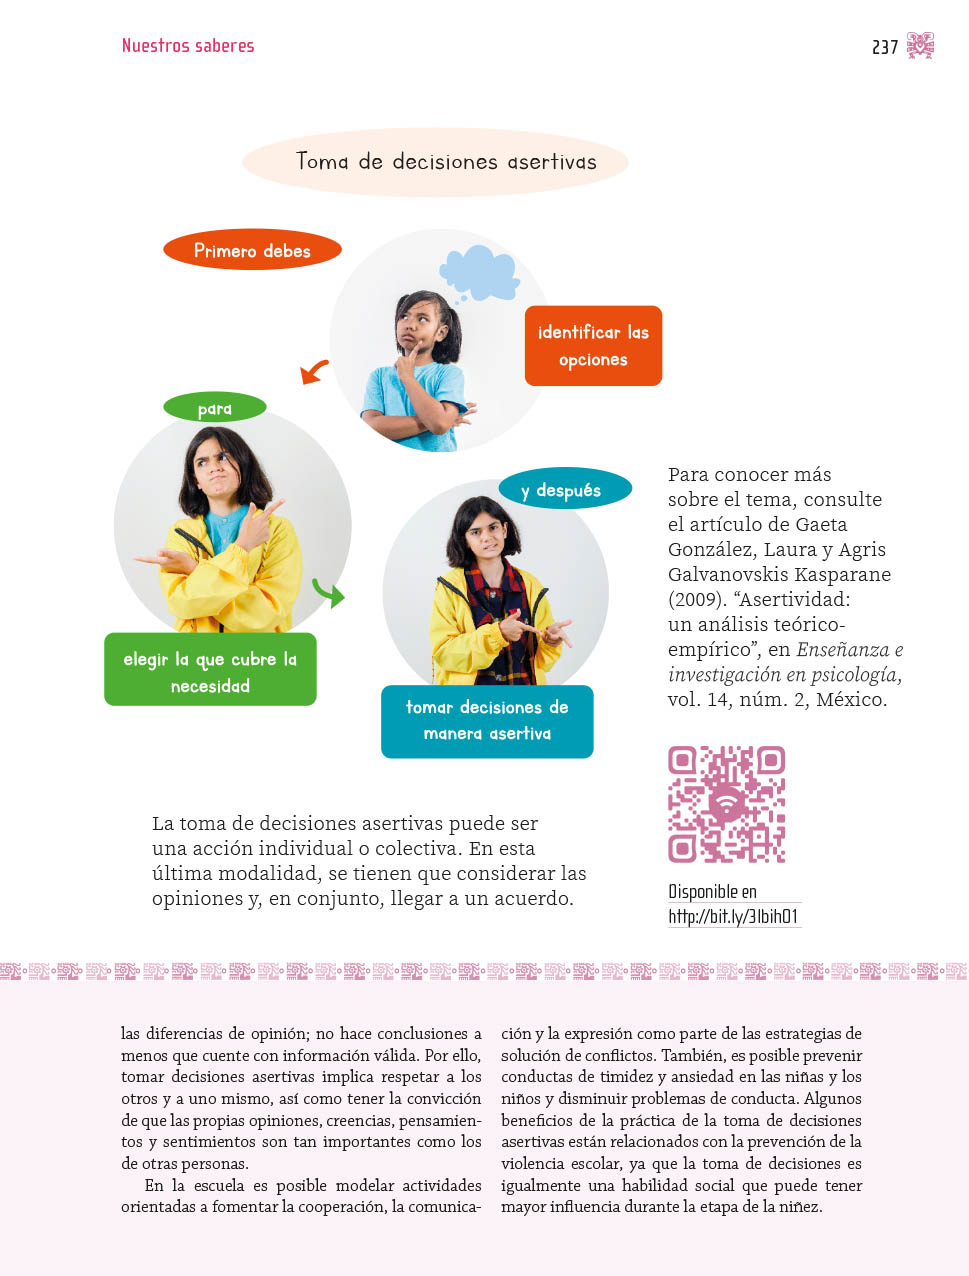 Nuestros saberes
237
Toma de decisiones asertivas
Primero debes
identificar las
opciones
para
elegir la que cubre la
necesidad
y después
tomar decisiones de
manera asertiva
Para conocer más
sobre el tema, consulte
el artículo de Gaeta
González, Laura y Agris
Galvanovskis Kasparane
(2009). “Asertividad:
un análisis teórico-
empírico”, en Enseñanza e
investigación en psicología,
vol. 14, núm. 2, México.
Disponible en
http://bit.ly/3Ibih01
La toma de decisiones asertivas puede ser
una acción individual o colectiva. En esta
última modalidad, se tienen que considerar las
opiniones y, en conjunto, llegar a un acuerdo.
las diferencias de opinión; no hace conclusiones a
menos que cuente con información válida. Por ello,
tomar decisiones asertivas implica respetar a los
otros y a uno mismo, así como tener la convicción
de que las propias opiniones, creencias, pensamien-
tos y sentimientos son tan importantes como los
de otras personas.
En la escuela es posible modelar actividades
orientadas a fomentar la cooperación, la comunica-
ción y la expresión como parte de las estrategias de
solución de conflictos. También, es posible prevenir
conductas de timidez y ansiedad en las niñas y los
niños y disminuir problemas de conducta. Algunos
beneficios de la práctica de la toma de decisiones
asertivas están relacionados con la prevención de la
violencia escolar, ya que la toma de decisiones es
igualmente una habilidad social que puede tener
mayor influencia durante la etapa de la niñez.